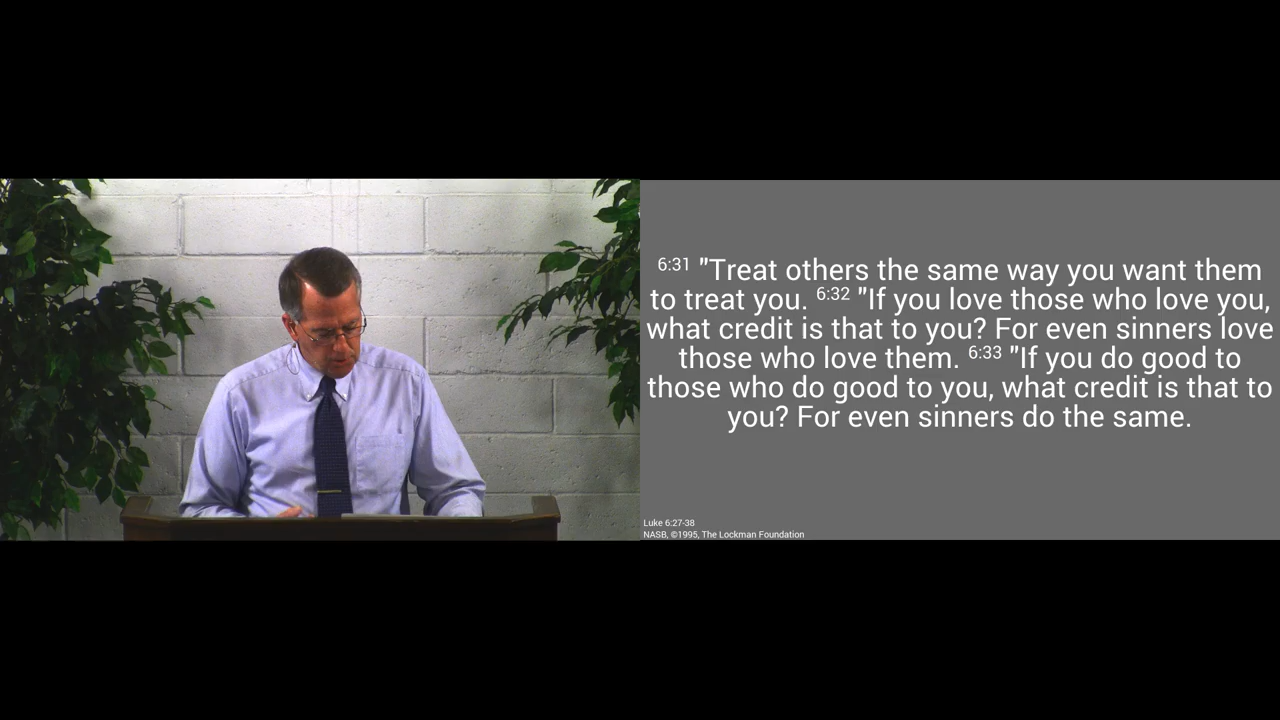 6:31 "Treat others the same way you want them
to treat you. 6:32 "If you love those who love you,
what credit is that to you? For even sinners love
those who love them. 6:33 "If you do good to
those who do good to you, what credit is that to
you? For even sinners do the same.
Luke 6:27-38
NASB, ©1995, The Lockman Foundation